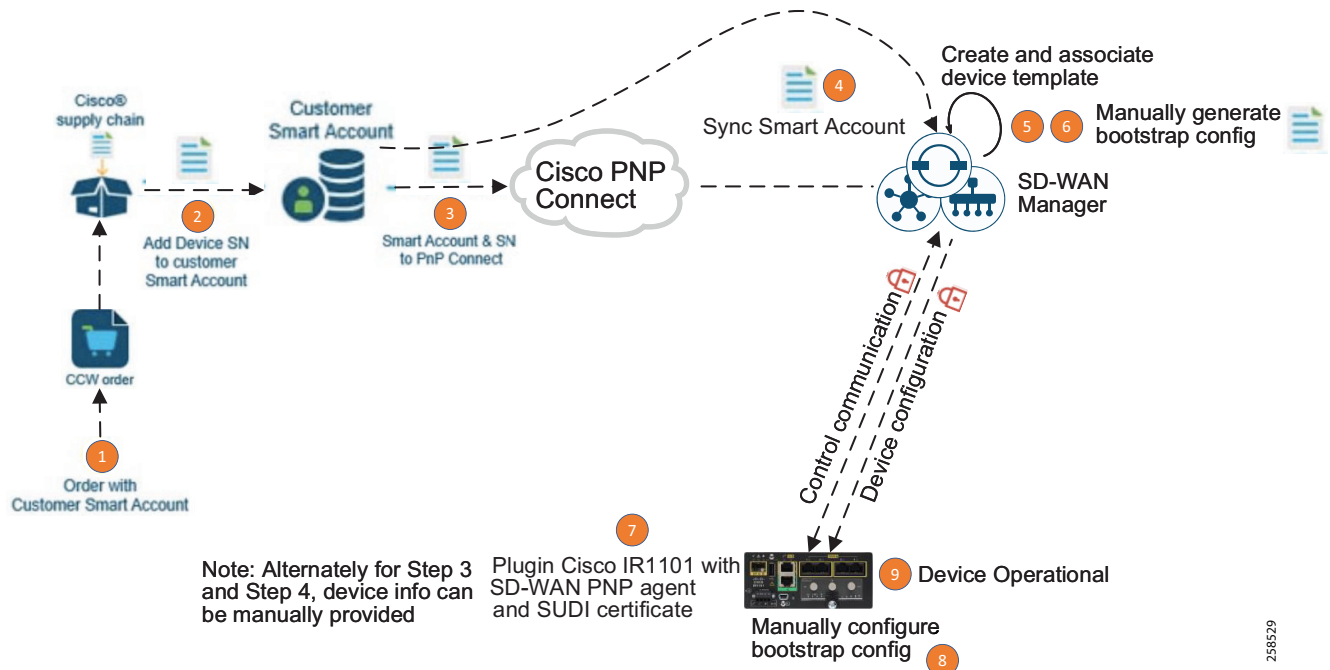 Cisco®
supply chain
Customer
Smart Account
4
Sync Smart Account
Create and associate
device template
5
6
Manually generate
bootstrap config
Cisco PNP
Connect
SD-WAN
Manager
2
Add Device SN
to customer
Smart Account
3
Smart Account & SN
to PnP Connect
CCW order
1
Order with
Customer Smart Account
Control communication
Device configuration
Note: Alternately for Step 3
and Step 4, device info can
be manually provided
7
Plugin Cisco IR1101 with
SD-WAN PNP agent
and SUDI certificate
9
Device Operational
Manually configure
bootstrap config
8
258529